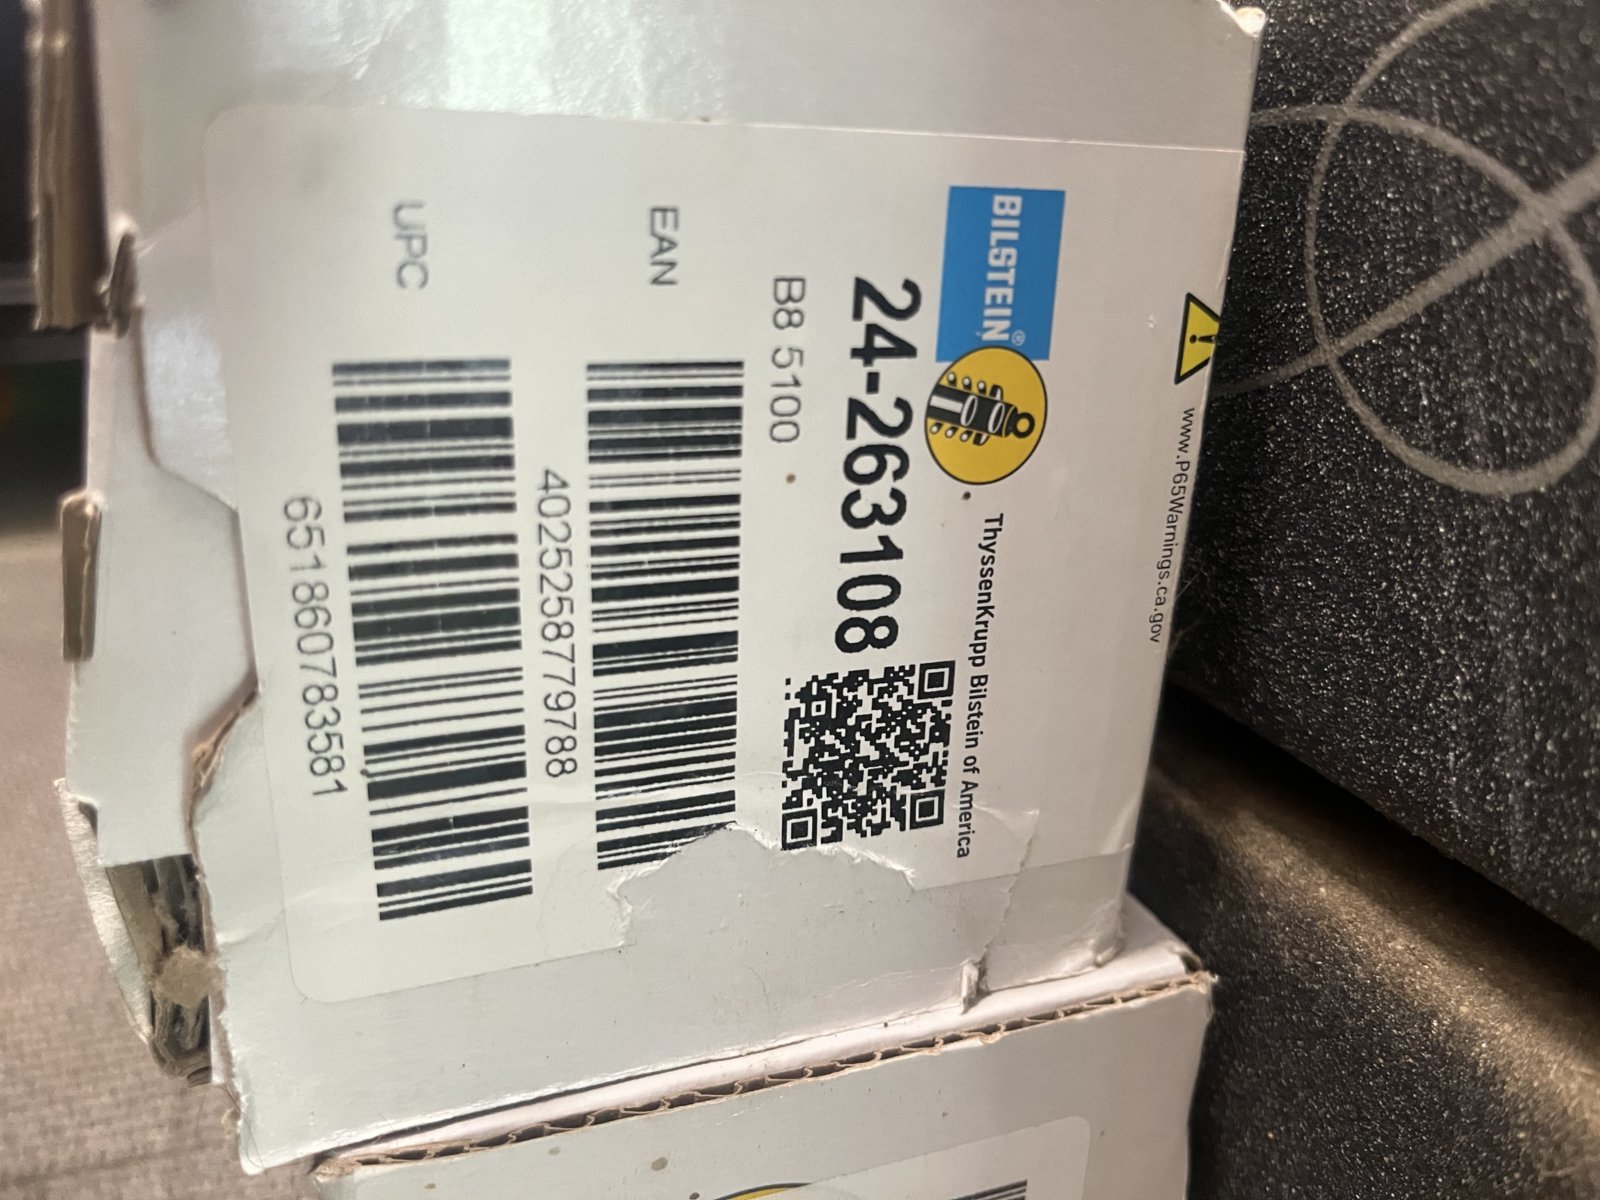 www.P65Warnings.ca.gov
BILSTEIN®
ThyssenKrupp Bilstein of America
24-263108
B8 5100
EAN
4025258779788
UPC
651860783581